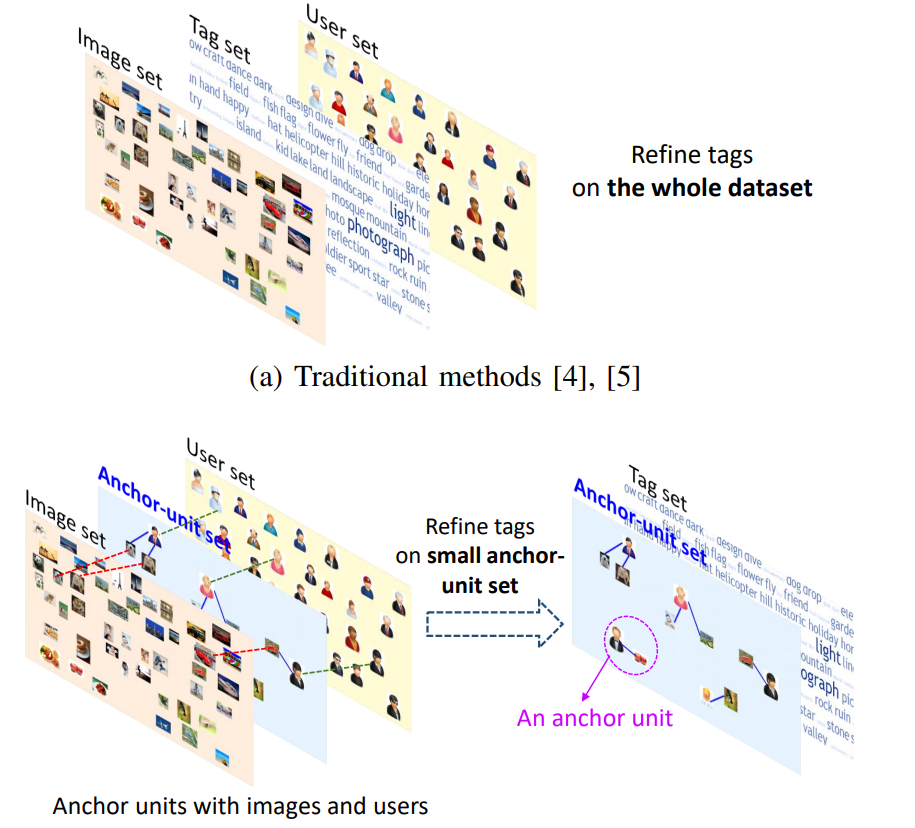 Image set
Tag set
User set
ow craft dance dark
design dive
dog drop
ele
field
fish flag
flower fly
friend
garde
in hand happy
hat helicopter hill historic holiday hor
try
island
kid lake land landscape
light lin
mosque mountain
hoto photograph pic
reflection
rock ruin
ldier sport star
stone s
ee
valley
Refine tags
on the whole dataset
(a) Traditional methods [4], [5]
Image set
Anchor-unit set
User set
Refine tags
on small anchor-
unit set
Anchor-unit set
Tag set
ow craft dance dark
design dive
dog drop
ele
field
fish flag
flower fly
friend
garde
at helicopter hill historic holiday hor
light lin
ountain
ograph pic
rock ruin
star
stone s
valley
An anchor unit
Anchor units with images and users